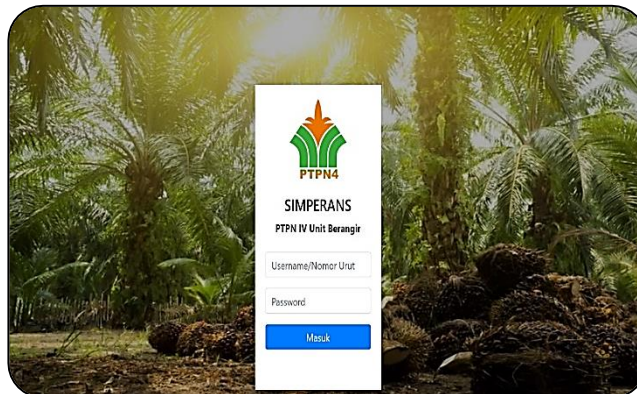 PTPN4
SIMPERANS
PTPN IV Unit Berangir
Username/Nomor Urut
Password
Masuk